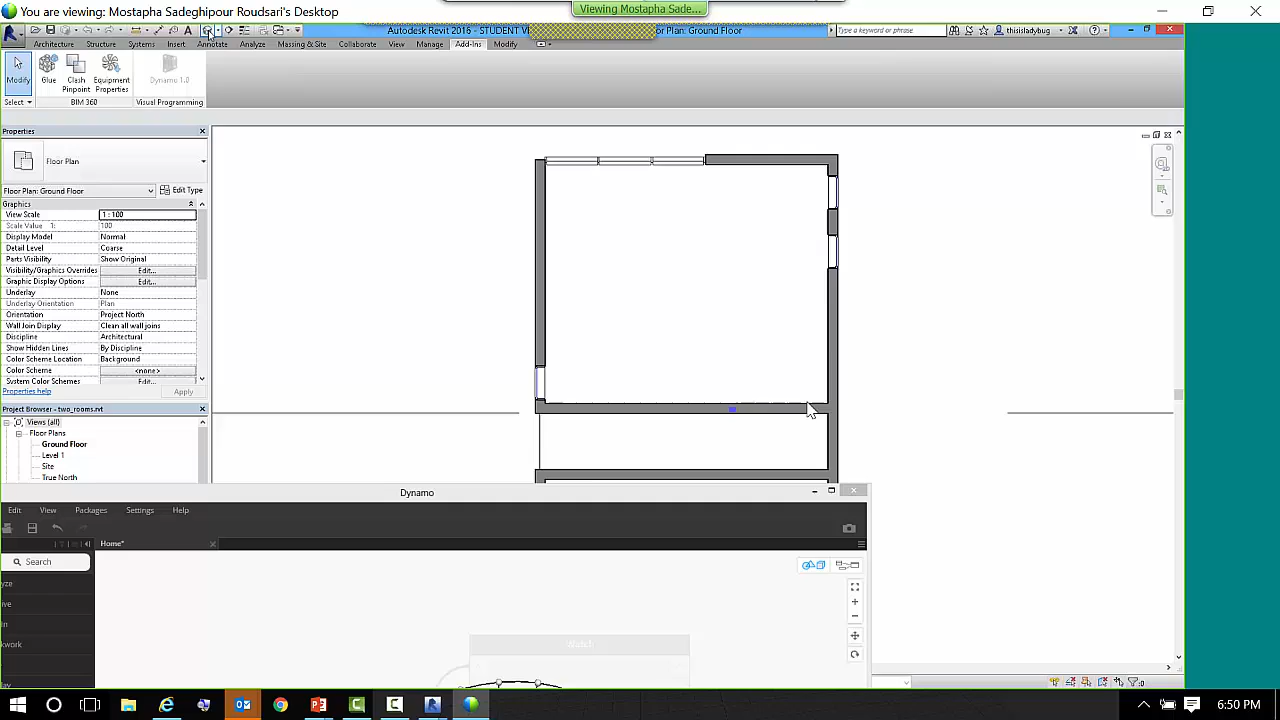 You are viewing: Mostapha Sadeghipour Roudsari's Desktop
Viewing Mostapha Sade...
Autodesk Revit 2016 - STUDENT V
or Plan: Ground Floor
Type a keyword or phrase
thisisladybug
Architecture Structure Systems Insert Annotate Analyze Massing & Site Collaborate View Manage Add-Ins Modify
Modify
Glue
Clash Pinpoint
Equipment Properties
Dynamo 1.0
Select
BIM 360
Visual Programming
Properties
Floor Plan
Floor Plan: Ground Floor
Edit Type
Graphics
View Scale 1 : 100
Scale Value 1: 100
Display Model Normal
Detail Level Coarse
Parts Visibility Show Original
Visibility/Graphics Overrides Edit...
Graphic Display Options Edit...
Underlay None
Underlay Orientation Plan
Orientation Project North
Wall Join Display Clean all wall joins
Discipline Architectural
Show Hidden Lines By Discipline
Color Scheme Location Background
Color Scheme <none>
System Color Schemes Edit...
Properties help
Apply
Project Browser - two_rooms.rvt
Views (all)
Floor Plans
Ground Floor
Level 1
Site
True North
Dynamo
Edit View Packages Settings Help
Home*
Search
yze
ive
in
kwork
lay
Watch
:0
6:50 PM